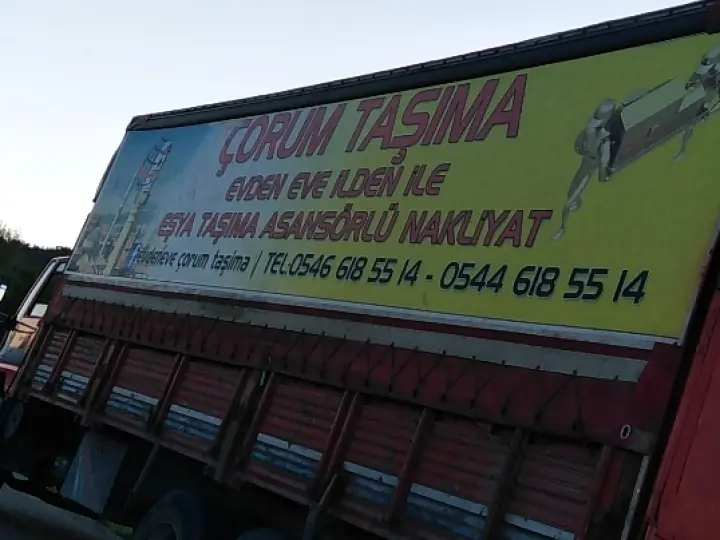 ÇORUM TAŞIMA
EVDEN EVE İLDEN İLE
EŞYA TAŞIMA ASANSÖRLÜ NAKLİYAT
f evdeneve çorum taşima / TEL:0546 618 55 14 - 0544 618 55 14